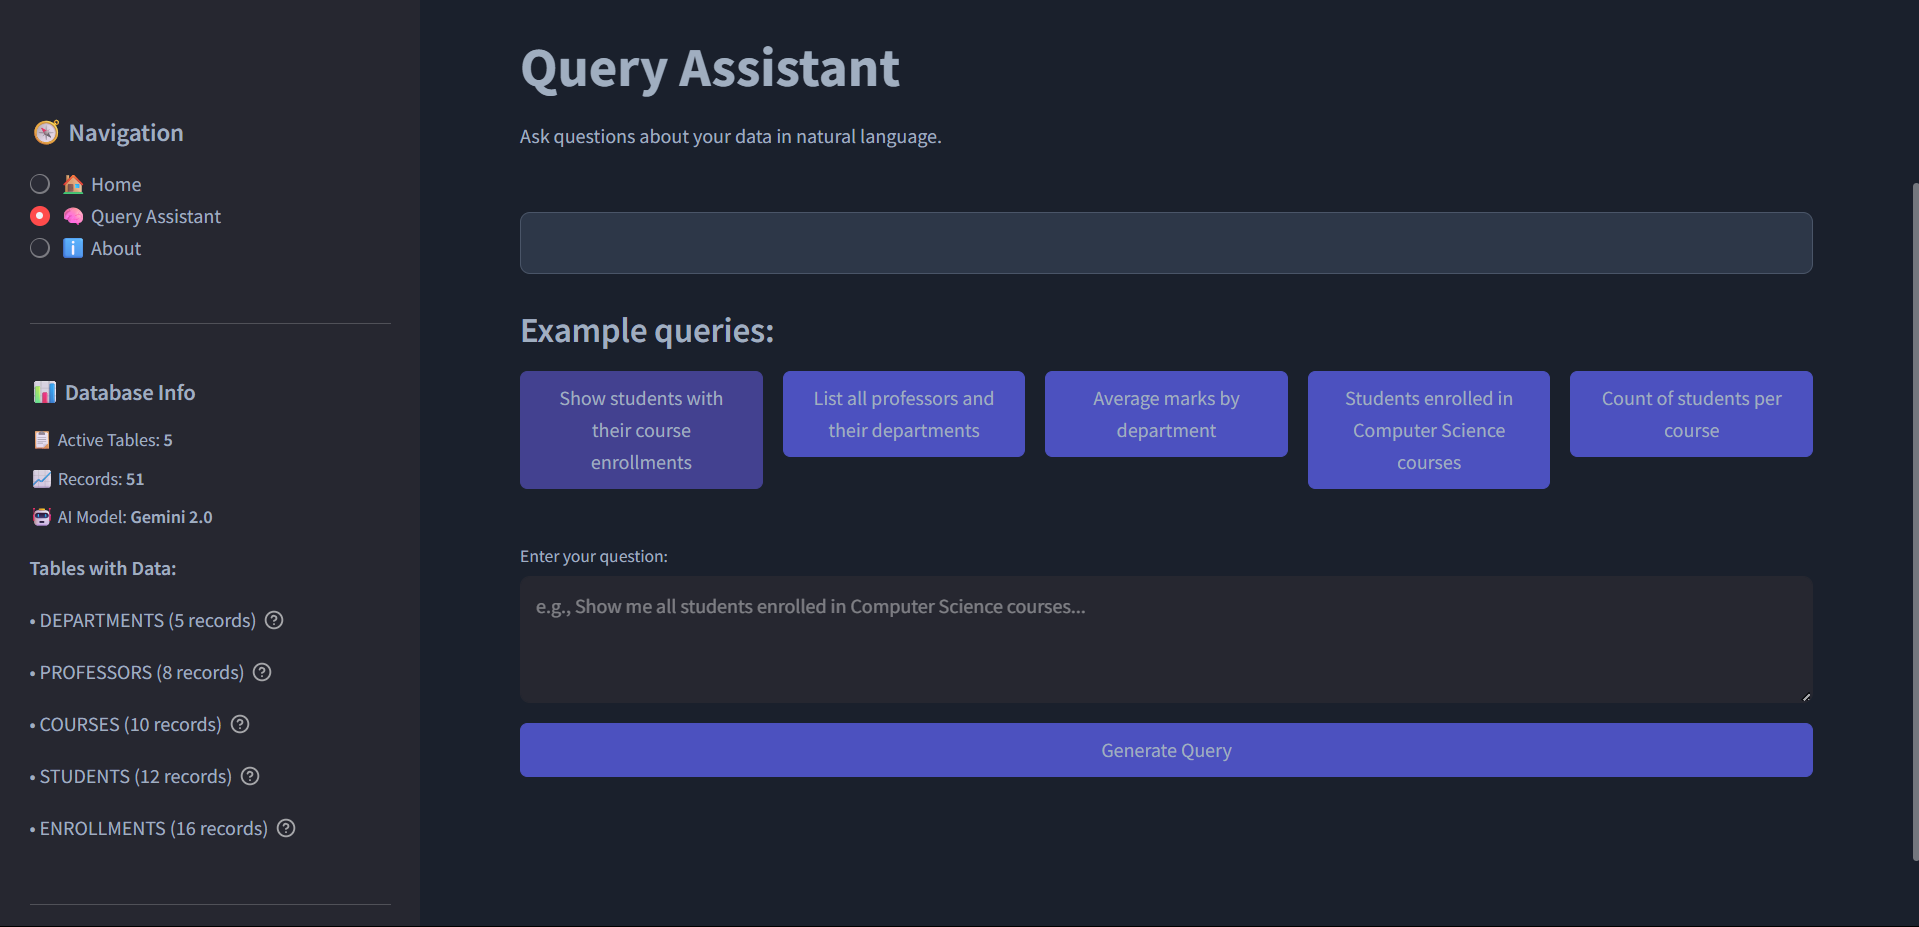 Navigation
Home
Query Assistant
About
Database Info
Active Tables: 5
Records: 51
AI Model: Gemini 2.0
Tables with Data:
• DEPARTMENTS (5 records)
• PROFESSORS (8 records)
• COURSES (10 records)
• STUDENTS (12 records)
• ENROLLMENTS (16 records)
Query Assistant
Ask questions about your data in natural language.
Example queries:
Show students with
their course
enrollments
List all professors and
their departments
Average marks by
department
Students enrolled in
Computer Science
courses
Count of students per
course
Enter your question:
e.g., Show me all students enrolled in Computer Science courses...
Generate Query